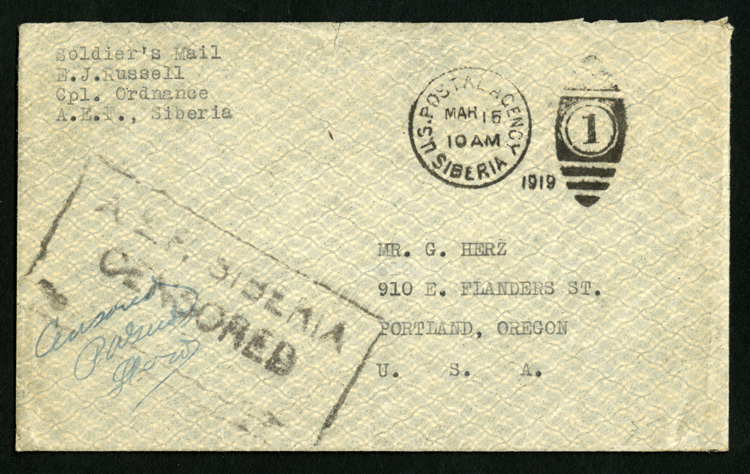 Soldier's Mail
E.J.Russell
Cpl. Ordnance
A.E.F., Siberia
U.S. POSTAL AGENCY
MAR 15
10 AM
SIBERIA
1919
1
MR. G. HERZ
910 E. FLANDERS ST.
PORTLAND, OREGON
U. S. A.
A.E.F. SIBERIA
CENSORED
Censored